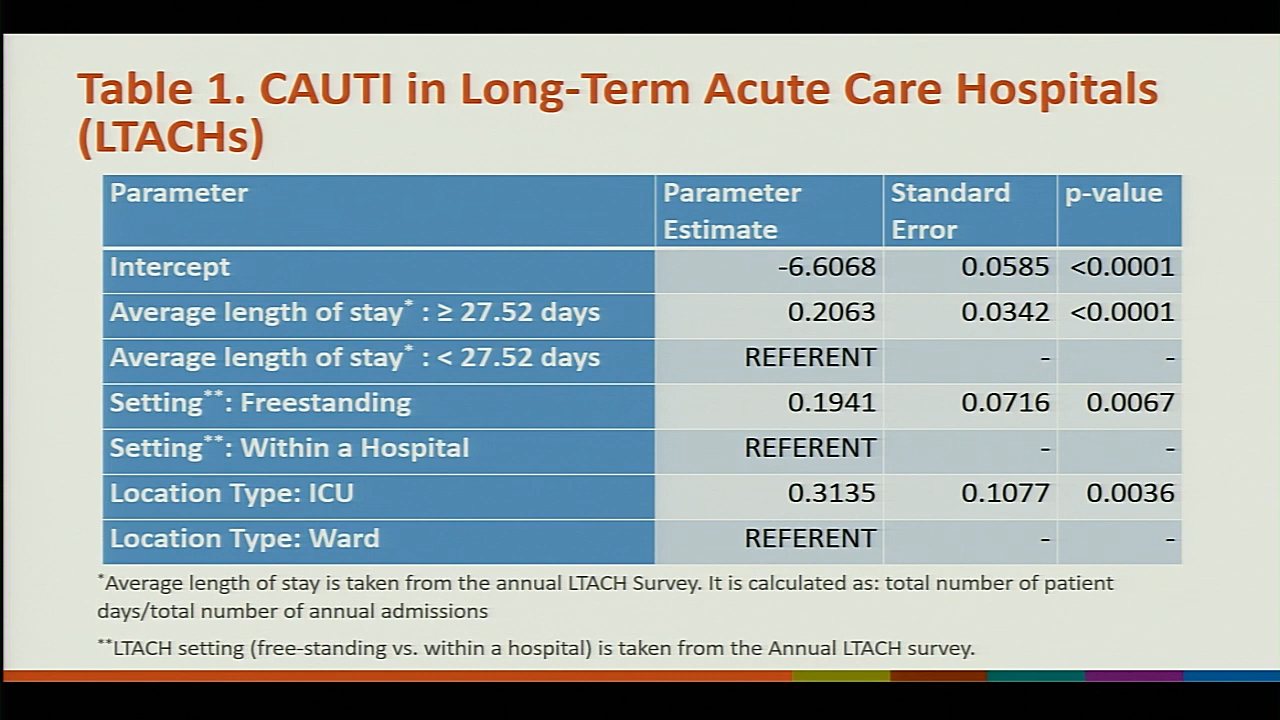 Table 1. CAUTI in Long-Term Acute Care Hospitals
(LTACHs)
Parameter Parameter Estimate Standard Error p-value
Intercept -6.6068 0.0585 <0.0001
Average length of stay* : ≥ 27.52 days 0.2063 0.0342 <0.0001
Average length of stay* : < 27.52 days REFERENT - -
Setting**: Freestanding 0.1941 0.0716 0.0067
Setting**: Within a Hospital REFERENT - -
Location Type: ICU 0.3135 0.1077 0.0036
Location Type: Ward REFERENT - -
*Average length of stay is taken from the annual LTACH Survey. It is calculated as: total number of patient
days/total number of annual admissions
**LTACH setting (free-standing vs. within a hospital) is taken from the Annual LTACH survey.